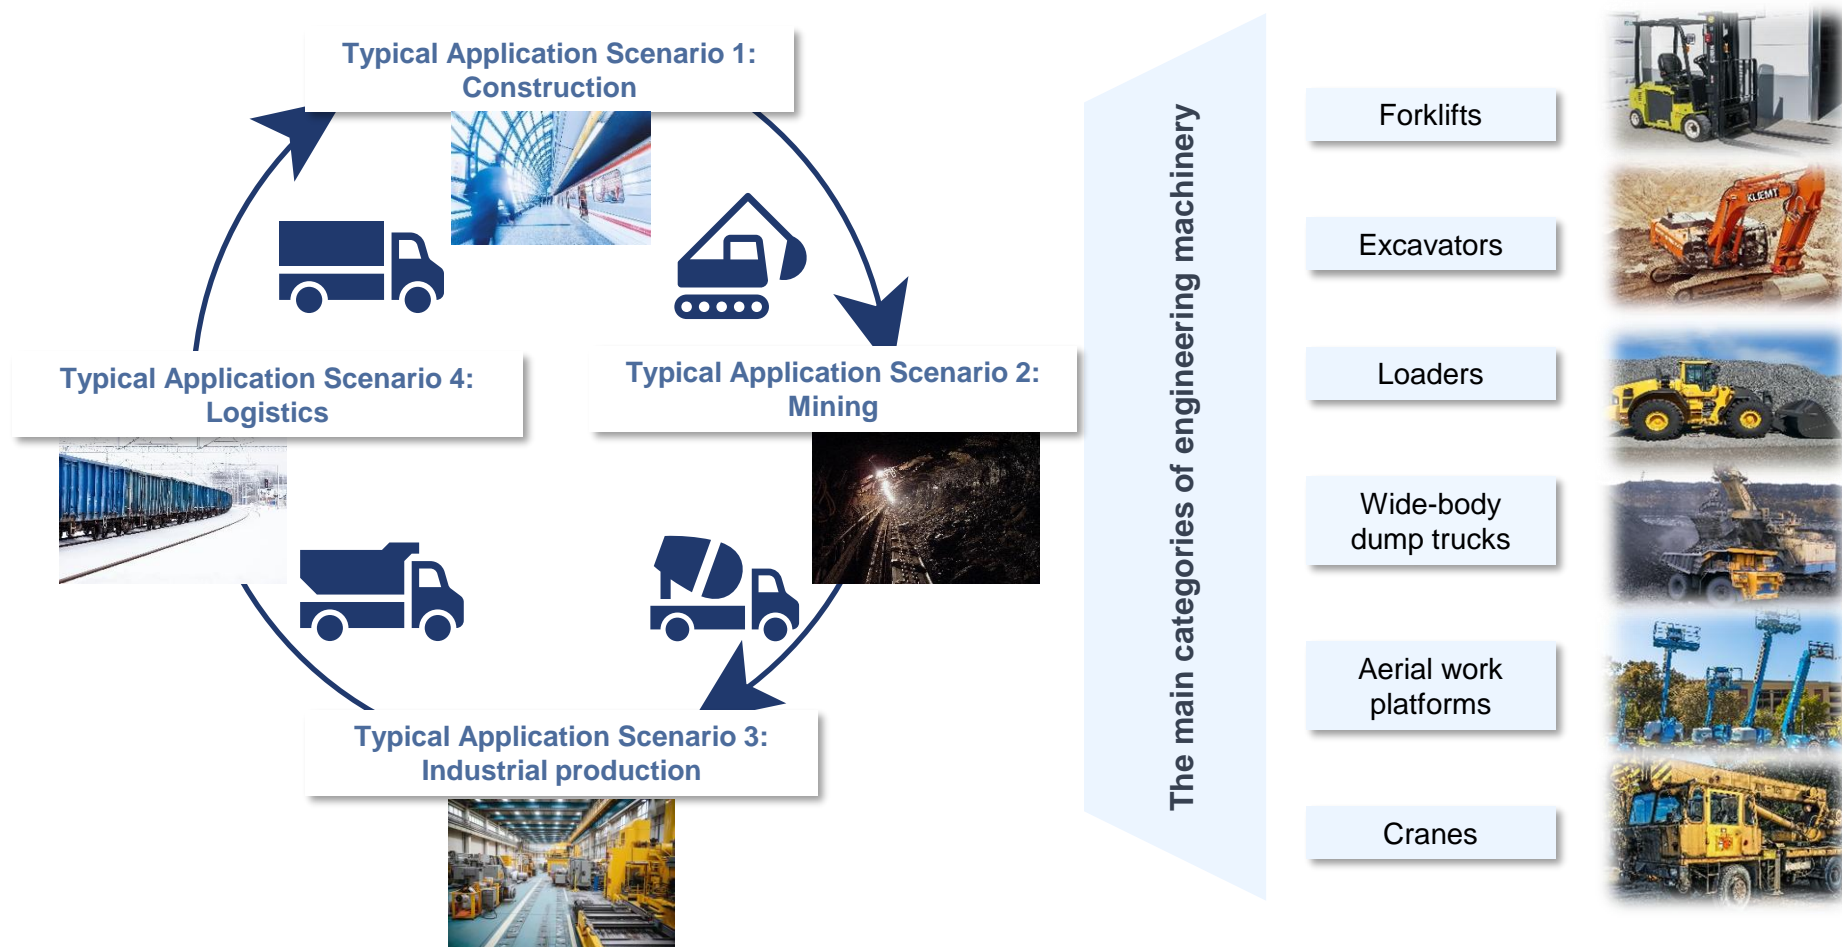 Typical Application Scenario 1:
Construction
Typical Application Scenario 4:
Logistics
Typical Application Scenario 2:
Mining
Typical Application Scenario 3:
Industrial production
The main categories of engineering machinery
Forklifts
Excavators
KLIEMT
Loaders
Wide-body
dump trucks
Aerial work
platforms
Cranes